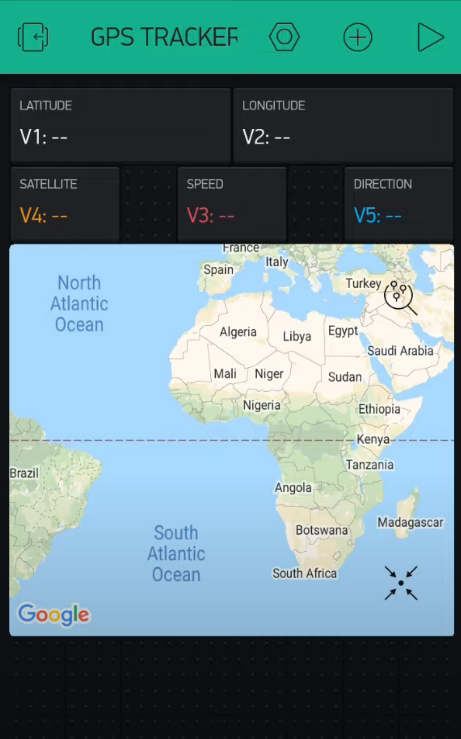 GPS TRACKER
LATITUDE
LONGITUDE
V1: --
V2: --
SATELLITE
SPEED
DIRECTION
V4: --
V3: --
V5: --
North
Atlantic
Ocean
France
Spain
Italy
Turkey
Algeria
Libya
Egypt
Saudi Arabia
Mali
Niger
Sudan
Nigeria
Ethiopia
Kenya
Brazil
Tanzania
Angola
Botswana
Madagascar
South
Atlantic
Ocean
South Africa
Google